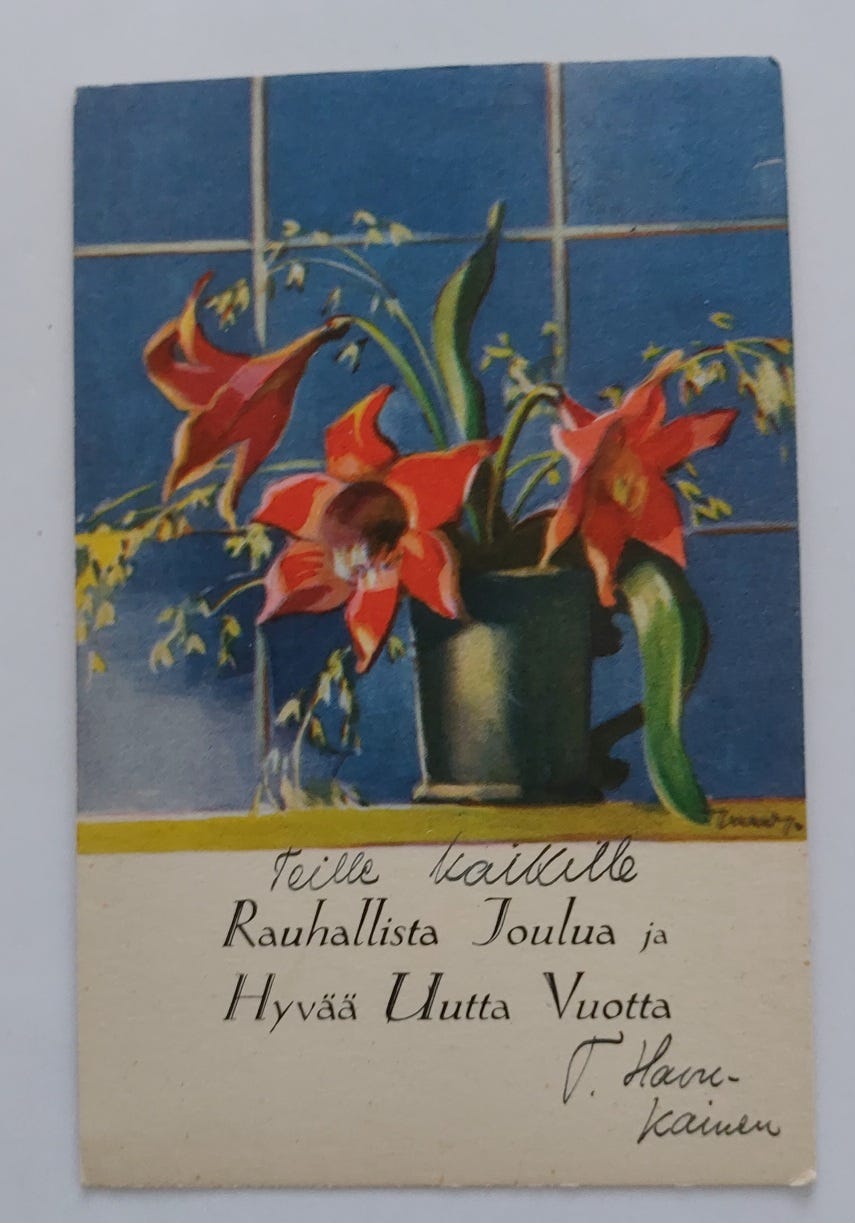 Teille kaikille
Rauhallista Joulua ja
Hyvää Uutta Vuotta
T. Havu-
kainen